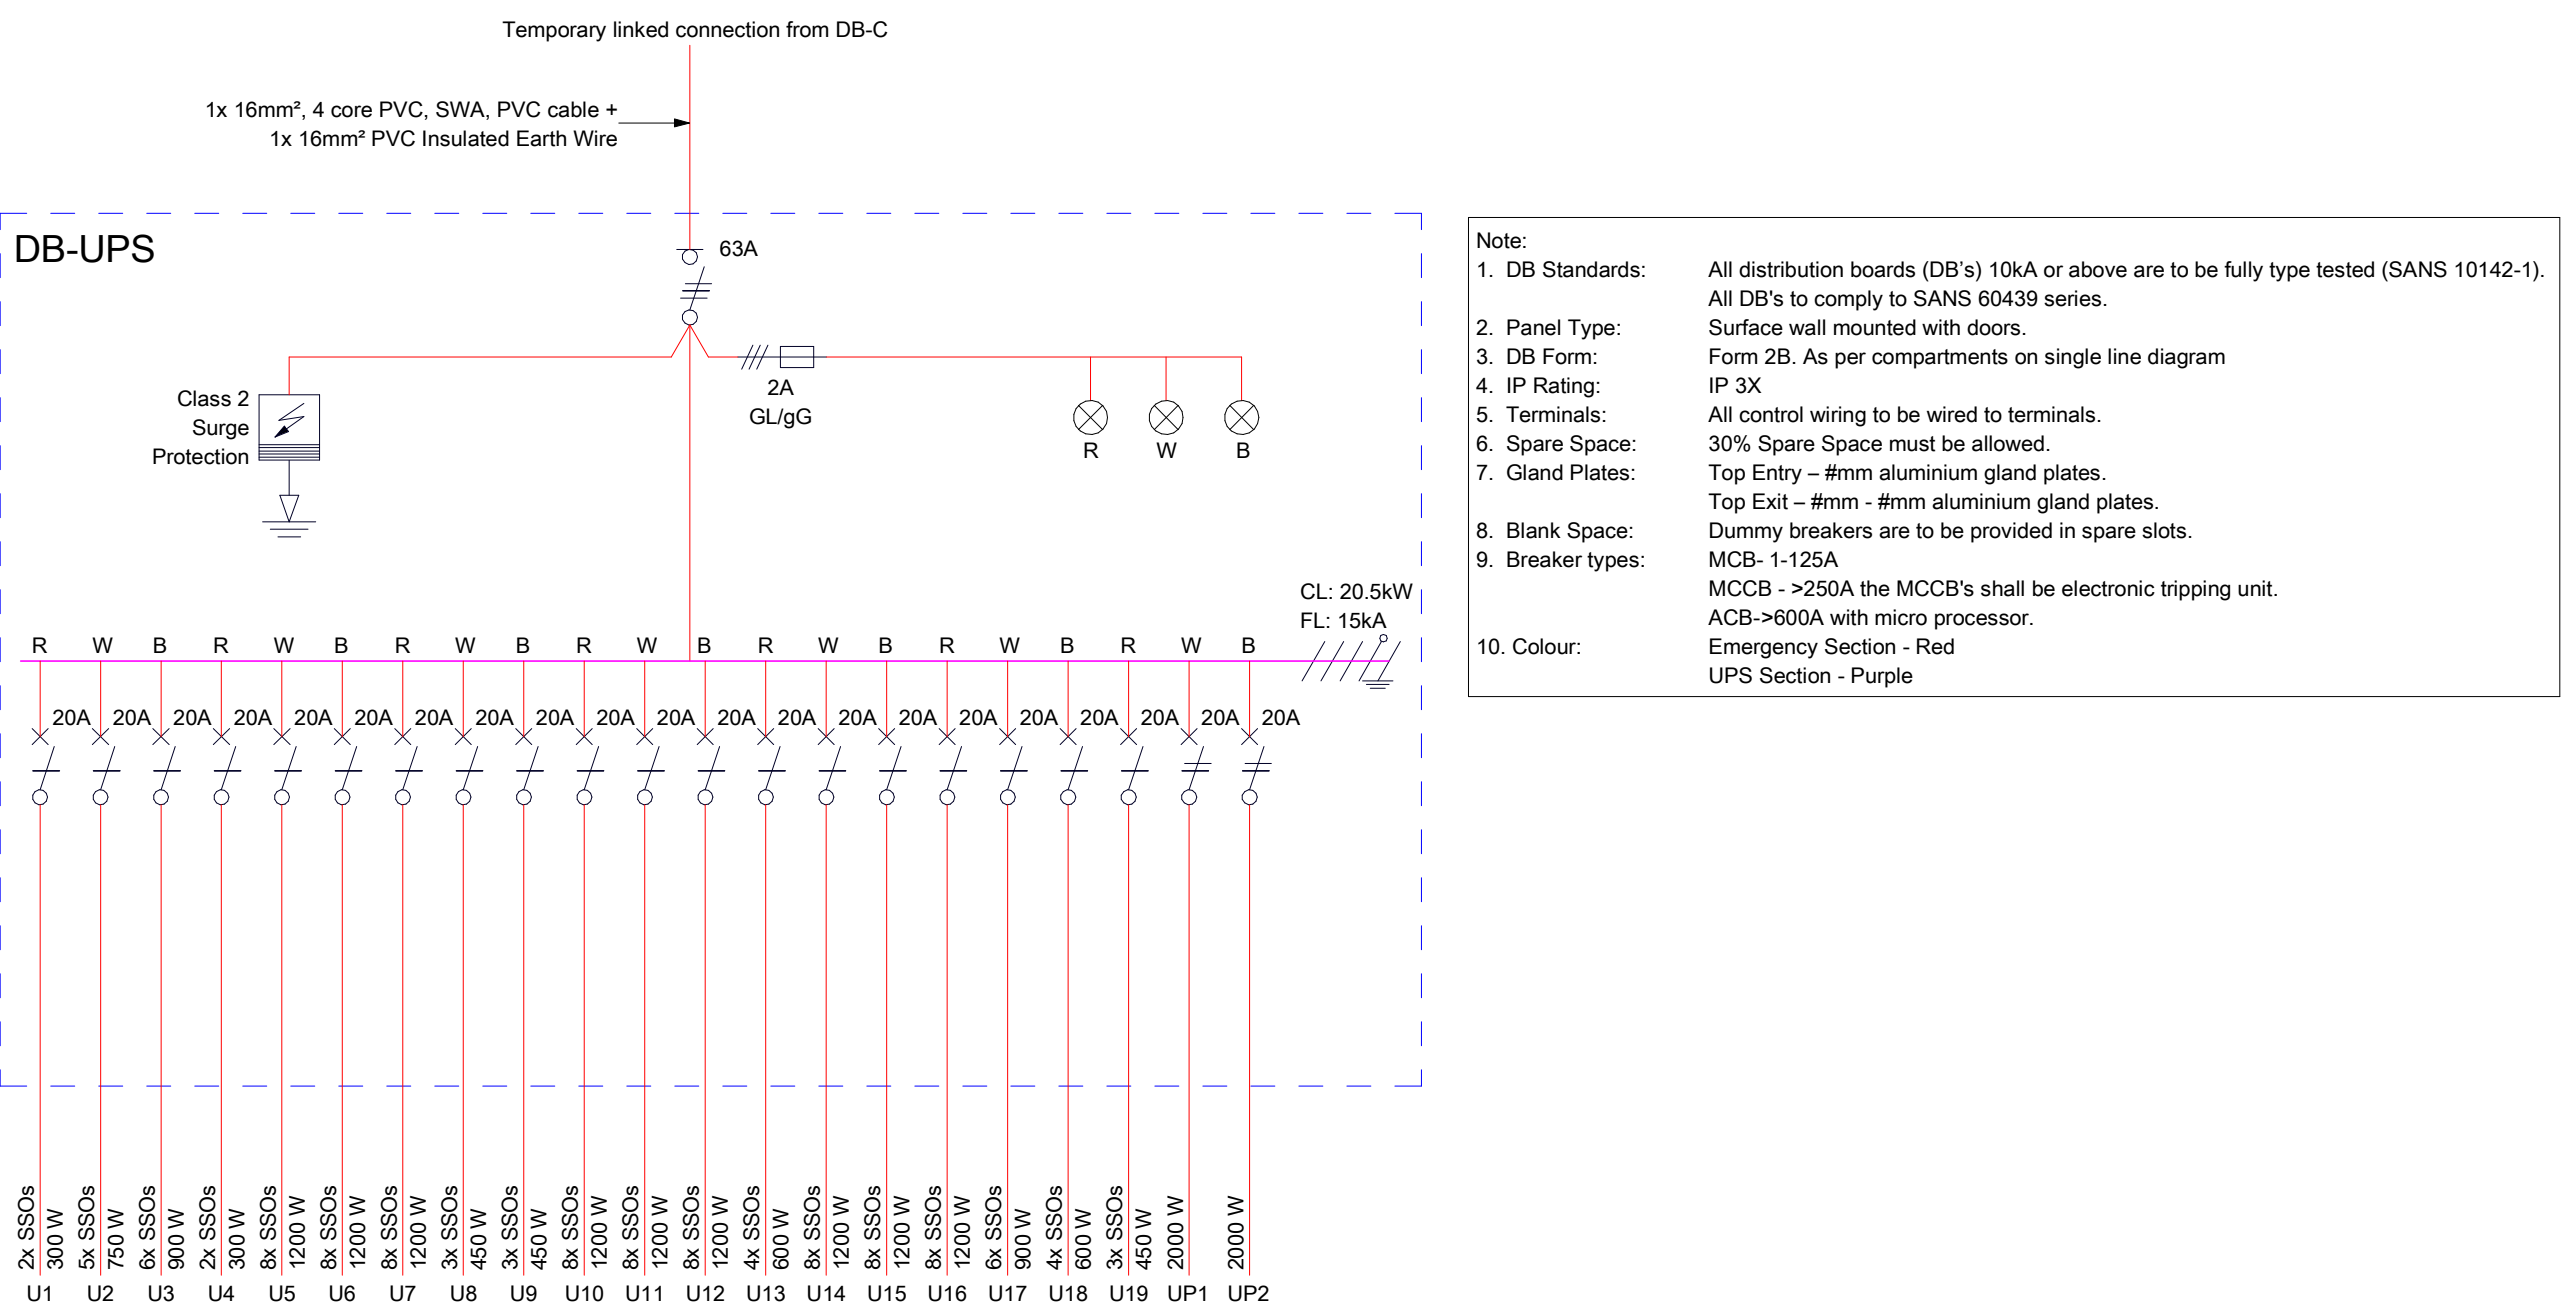 Temporary linked connection from DB-C
1x 16mm², 4 core PVC, SWA, PVC cable +
1x 16mm² PVC Insulated Earth Wire
DB-UPS
63A
Class 2
Surge
Protection
2A
GL/gG
R W B
CL: 20.5kW
FL: 15kA
R W B R W B R W B R W B R W B R W B R W B
20A 20A 20A 20A 20A 20A 20A 20A 20A 20A 20A 20A 20A 20A 20A 20A 20A 20A 20A 20A 20A
2x SSOs
300 W
5x SSOs
750 W
6x SSOs
900 W
2x SSOs
300 W
8x SSOs
1200 W
8x SSOs
1200 W
8x SSOs
1200 W
3x SSOs
450 W
3x SSOs
450 W
8x SSOs
1200 W
8x SSOs
1200 W
8x SSOs
1200 W
4x SSOs
600 W
8x SSOs
1200 W
8x SSOs
1200 W
8x SSOs
1200 W
6x SSOs
900 W
4x SSOs
600 W
3x SSOs
450 W
2000 W
2000 W
U1 U2 U3 U4 U5 U6 U7 U8 U9 U10 U11 U12 U13 U14 U15 U16 U17 U18 U19 UP1 UP2
Note:
1. DB Standards: All distribution boards (DB's) 10kA or above are to be fully type tested (SANS 10142-1).
All DB's to comply to SANS 60439 series.
2. Panel Type: Surface wall mounted with doors.
3. DB Form: Form 2B. As per compartments on single line diagram
4. IP Rating: IP 3X
5. Terminals: All control wiring to be wired to terminals.
6. Spare Space: 30% Spare Space must be allowed.
7. Gland Plates: Top Entry – #mm aluminium gland plates.
Top Exit – #mm - #mm aluminium gland plates.
8. Blank Space: Dummy breakers are to be provided in spare slots.
9. Breaker types: MCB- 1-125A
MCCB - >250A the MCCB's shall be electronic tripping unit.
ACB->600A with micro processor.
10. Colour: Emergency Section - Red
UPS Section - Purple